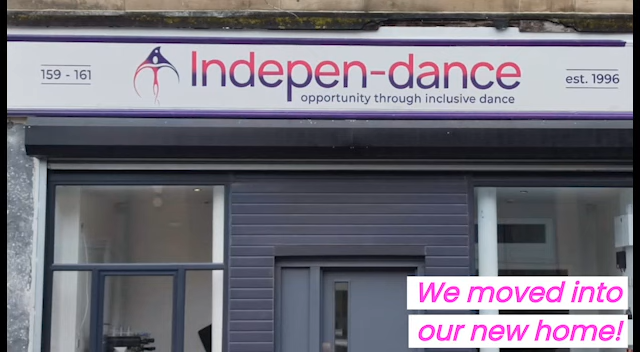 159 - 161
Indepen-dance
opportunity through inclusive dance
est. 1996
We moved into
our new home!